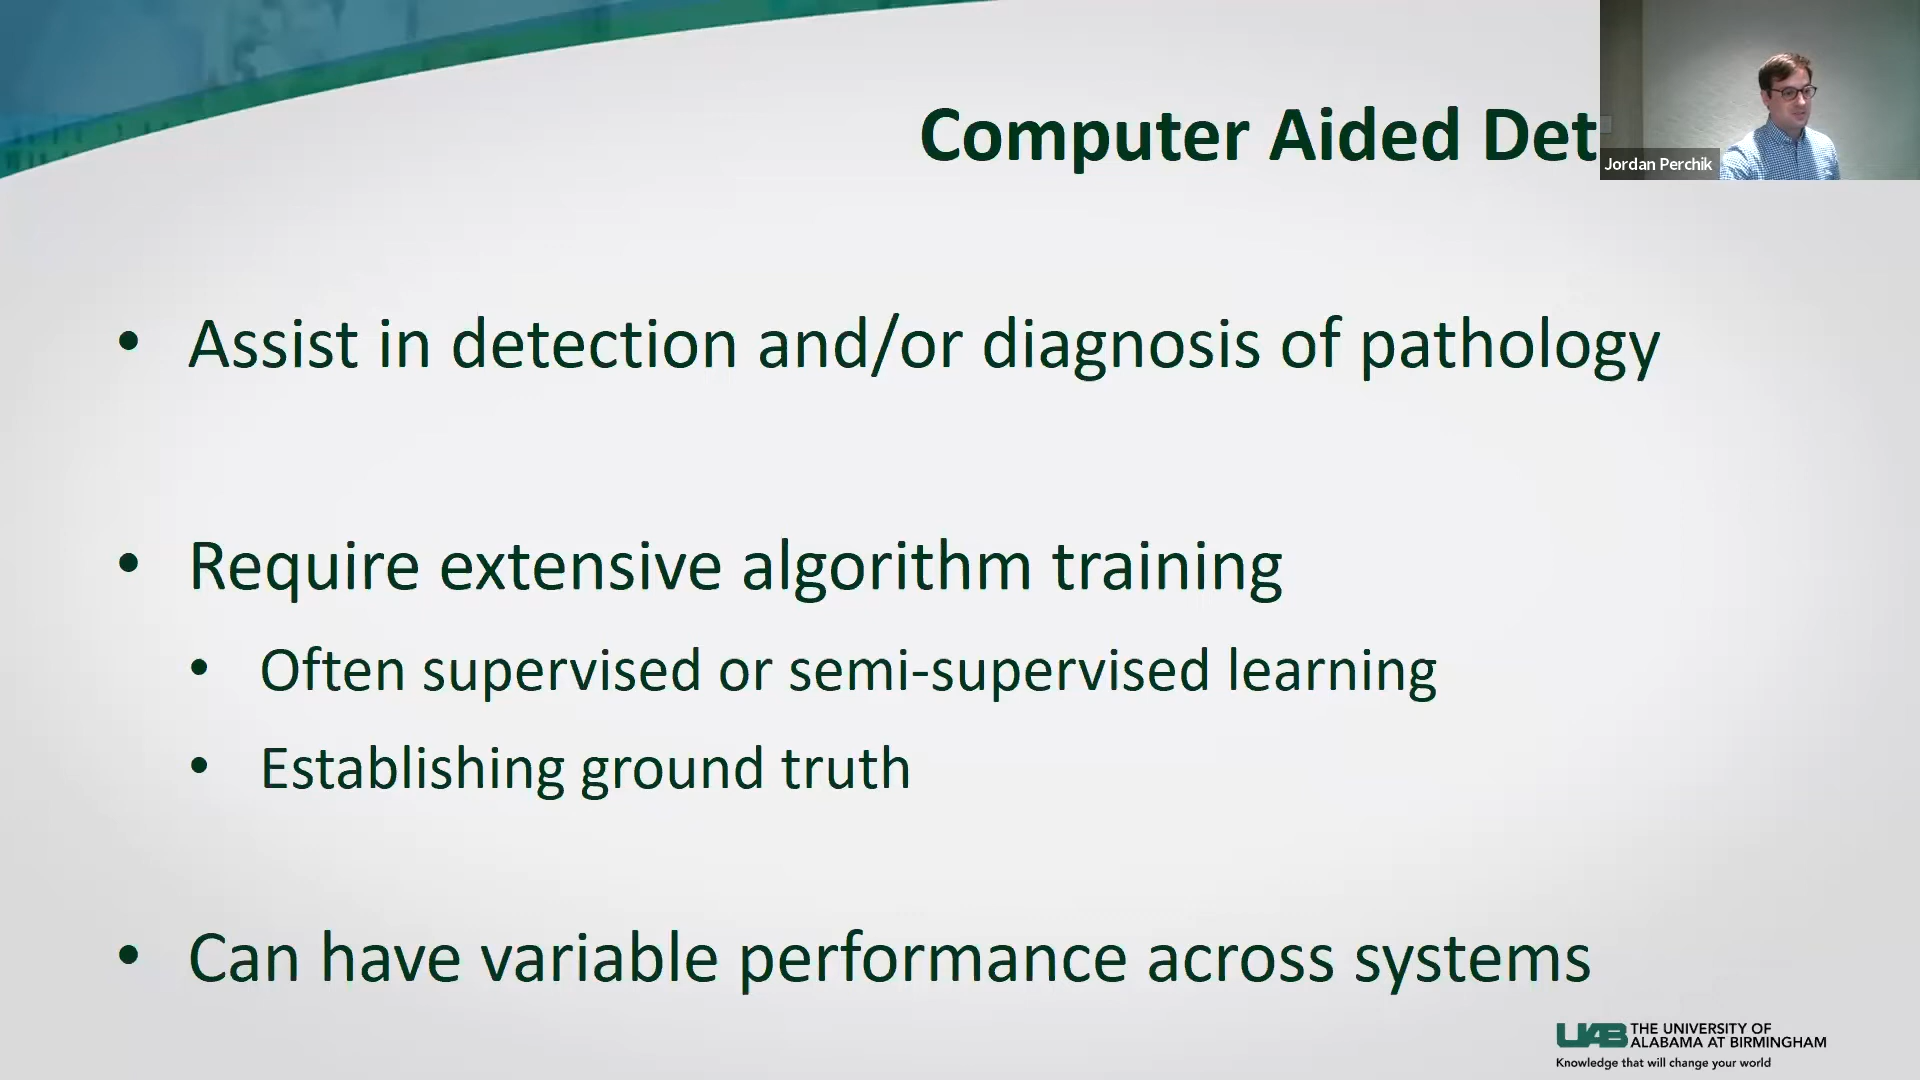 Computer Aided Det
Jordan Perchik
• Assist in detection and/or diagnosis of pathology
• Require extensive algorithm training
• Often supervised or semi-supervised learning
• Establishing ground truth
• Can have variable performance across systems
UAB THE UNIVERSITY OF
ALABAMA AT BIRMINGHAM
Knowledge that will change your world